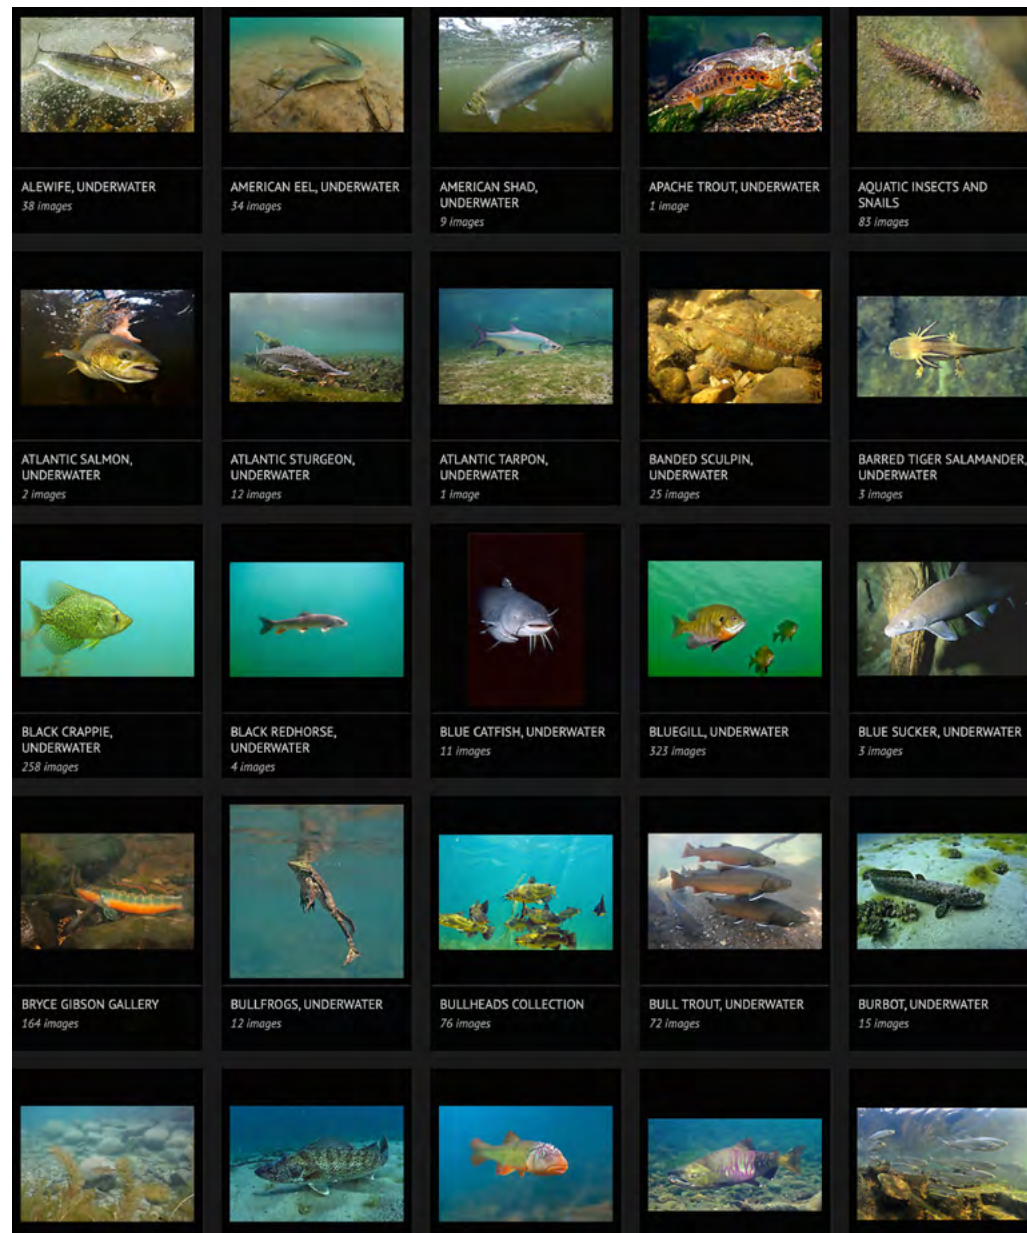 ALEWIFE, UNDERWATER
38 images
AMERICAN EEL, UNDERWATER
34 images
AMERICAN SHAD,
UNDERWATER
9 images
APACHE TROUT, UNDERWATER
1 image
AQUATIC INSECTS AND
SNAILS
83 images
ATLANTIC SALMON,
UNDERWATER
2 images
ATLANTIC STURGEON,
UNDERWATER
12 images
ATLANTIC TARPON,
UNDERWATER
1 image
BANDED SCULPIN,
UNDERWATER
25 images
BARRED TIGER SALAMANDER,
UNDERWATER
3 images
BLACK CRAPPIE,
UNDERWATER
258 images
BLACK REDHORSE,
UNDERWATER
4 images
BLUE CATFISH, UNDERWATER
11 images
BLUEGILL, UNDERWATER
323 images
BLUE SUCKER, UNDERWATER
3 images
BRYCE GIBSON GALLERY
164 images
BULLFROGS, UNDERWATER
12 images
BULLHEADS COLLECTION
76 images
BULL TROUT, UNDERWATER
72 images
BURBOT, UNDERWATER
15 images